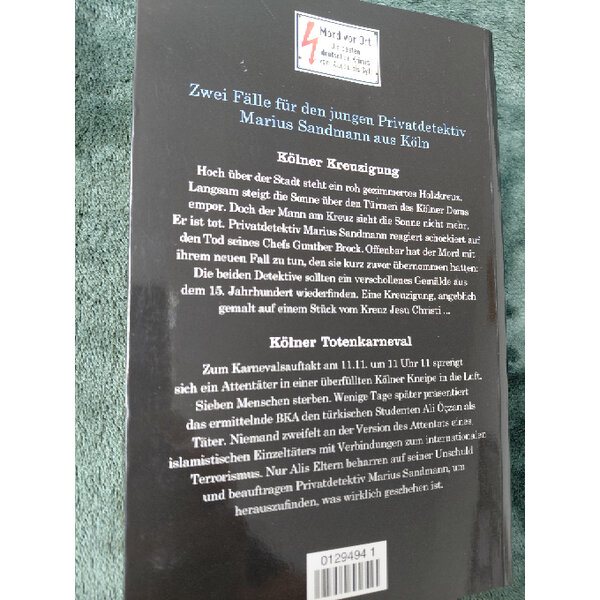 Mord vor Ort
Die besten
deutschen Krimis
von
Zwei Fälle für den jungen Privatdetektiv
Marius Sandmann aus Köln
Kölner Kreuzigung
Hoch über der Stadt steht ein roh gezimmertes Holzkreuz.
Langsam steigt die Sonne über den Türmen des Kölner Doms
empor. Doch der Mann am Kreuz sieht die Sonne nicht mehr.
Er ist tot. Privatdetektiv Marius Sandmann reagiert schockiert auf
den Tod seines Chefs Gunther Brock. Offenbar hat der Mord mit
ihrem neuen Fall zu tun, den sie kurz zuvor übernommen hatten:
Die beiden Detektive sollten ein verschollenes Gemälde aus
dem 15. Jahrhundert wiederfinden. Eine Kreuzigung, angeblich
gemalt auf einem Stück vom Kreuz Jesu Christi ...
Kölner Totenkarneval
Zum Karnevalsauftakt am 11.11. um 11 Uhr 11 sprengt
sich ein Attentäter in einer überfüllten Kölner Kneipe in die Luft.
Sieben Menschen sterben. Wenige Tage später präsentiert
das ermittelnde BKA den türkischen Studenten Ali Öçzan als
Täter. Niemand zweifelt an der Version des Attentats eines
islamistischen Einzeltäters mit Verbindungen zum internationalen
Terrorismus. Nur Alis Eltern beharren auf seiner Unschuld
und beauftragen Privatdetektiv Marius Sandmann, um
herauszufinden, was wirklich geschehen ist.
0129494 1